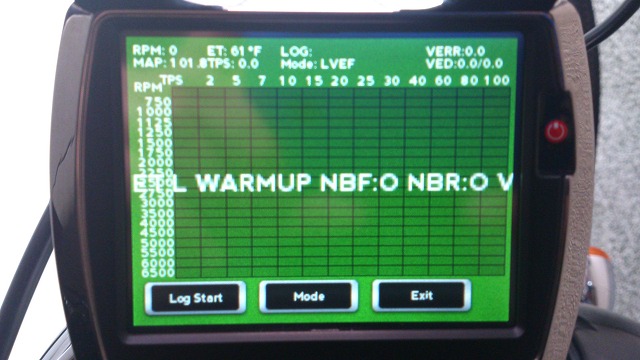 RPM: 0 ET: 61 °F LOG: VERR:0.0
MAP: 101.8 TPS: 0.0 Mode: LVEF VED:0.0/0.0
TPS 2 5 7 10 15 20 25 30 40 60 80 100
RPM
750
1000
1125
1250
1500
1750
2000
WARMUP NBF:0 NBR:0 V
3000
3500
4000
4500
5000
5500
6000
6500
Log Start Mode Exit